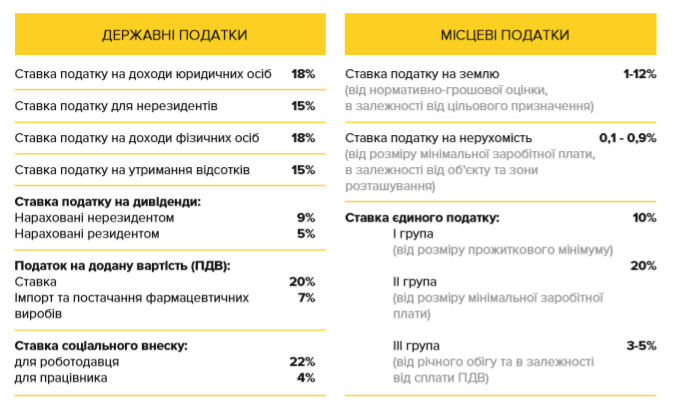 ДЕРЖАВНІ ПОДАТКИ
Ставка податку на доходи юридичних осіб 18%
Ставка податку для нерезидентів 15%
Ставка податку на доходи фізичних осіб 18%
Ставка податку на утримання відсотків 15%
Ставка податку на дивіденди:
Нараховані нерезидентом 9%
Нараховані резидентом 5%
Податок на додану вартість (ПДВ):
Ставка 20%
Імпорт та постачання фармацевтичних 7%
виробів
Ставка соціального внеску:
для роботодавця 22%
для працівника 4%
МІСЦЕВІ ПОДАТКИ
Ставка податку на землю 1-12%
(від нормативно-грошової оцінки,
в залежності від цільового призначення)
Ставка податку на нерухомість 0,1 - 0,9%
(від розміру мінімальної заробітної плати,
в залежності від об'єкту та зони
розташування)
Ставка єдиного податку: 10%
І група
(від розміру прожиткового мінімуму)
20%
ІІ група
(від розміру мінімальної заробітної
плати)
ІІІ група 3-5%
(від річного обігу та в залежності
від сплати ПДВ)